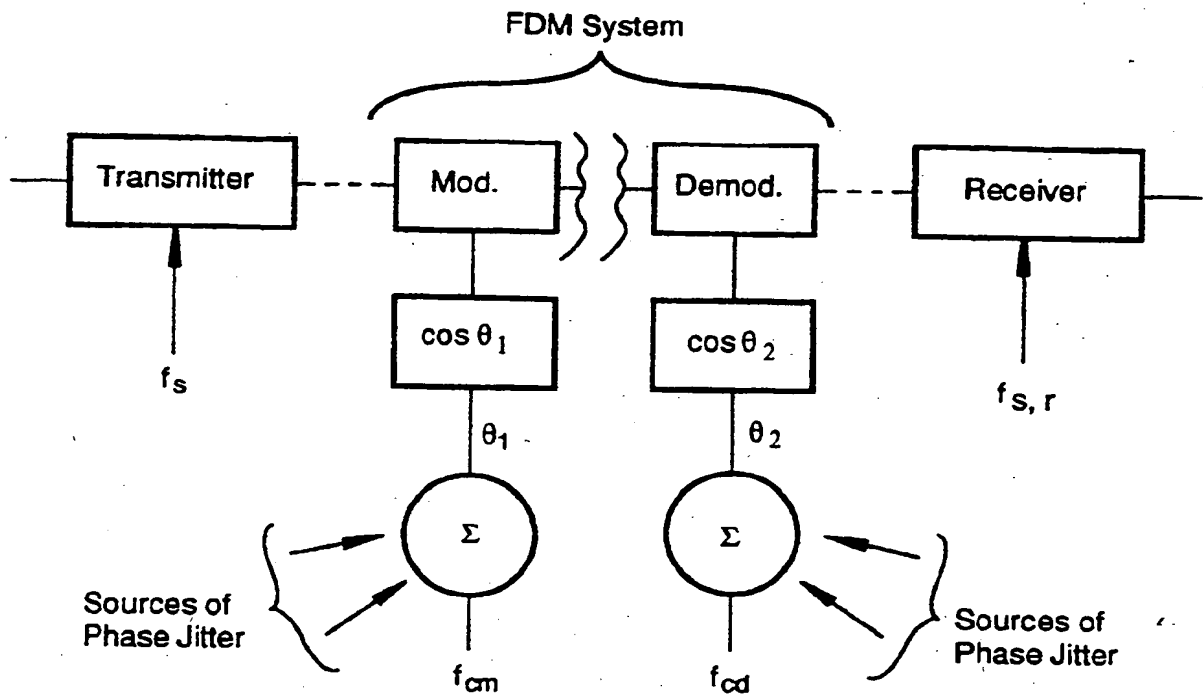 FDM System
Transmitter
Mod.
Demod.
Receiver
cos θ1
cos θ2
fs
fs, r
θ1
θ2
Σ
Σ
Sources of
Phase Jitter
Sources of
Phase Jitter
fcm
fcd